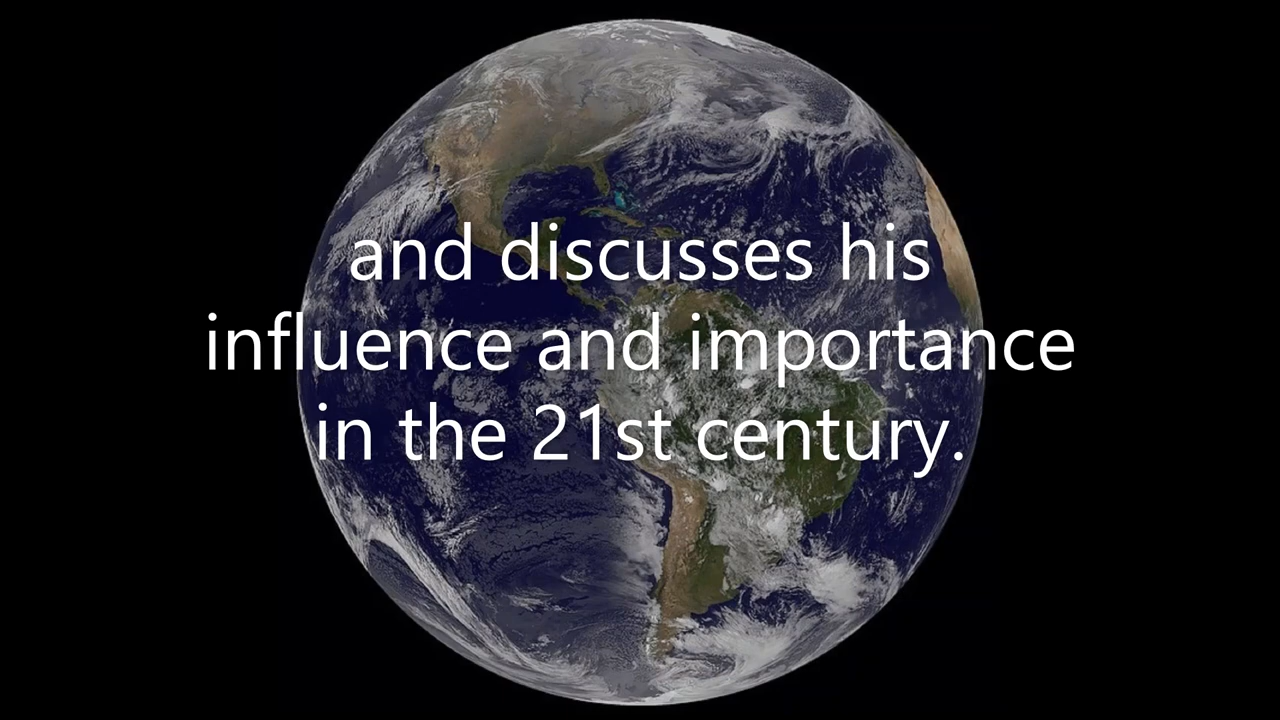 and discusses his
influence and importance
in the 21st century.